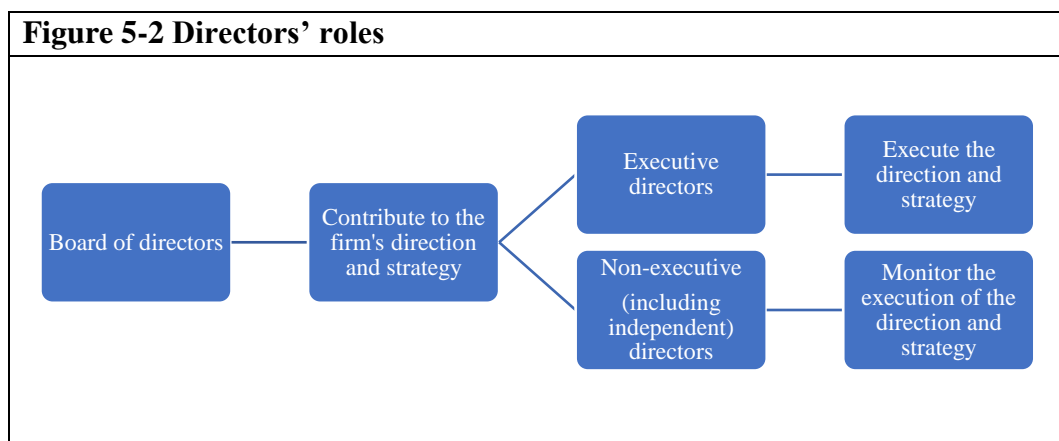 Figure 5-2 Directors’ roles
Board of directors
Contribute to the
firm's direction
and strategy
Executive
directors
Execute the
direction and
strategy
Non-executive
(including
independent)
directors
Monitor the
execution of the
direction and
strategy